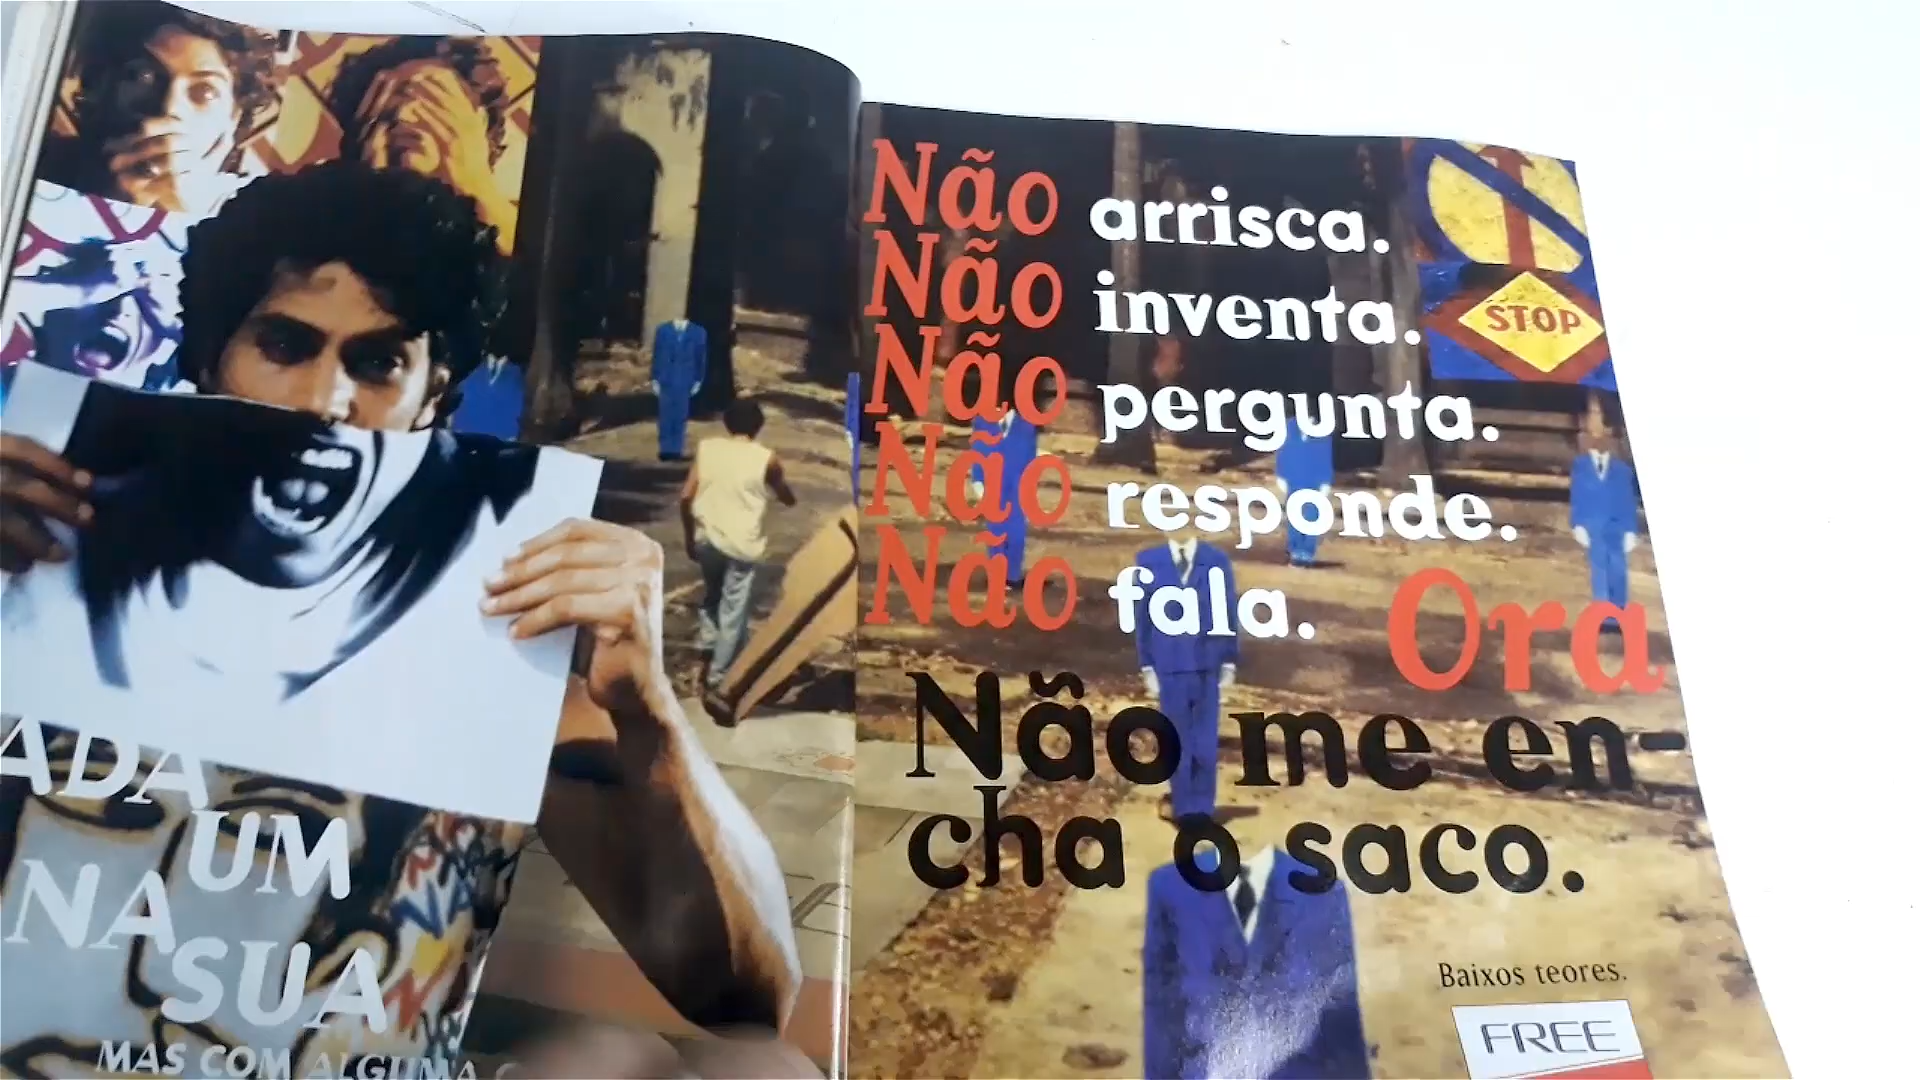 ADA
UM
NA
SUA
MAS COM ALGUMA
Não arrisca.
Não inventa.
Não pergunta.
Não responde.
Não fala. Ora
Não me en-
cha o saco.
STOP
Baixos teores.
FREE